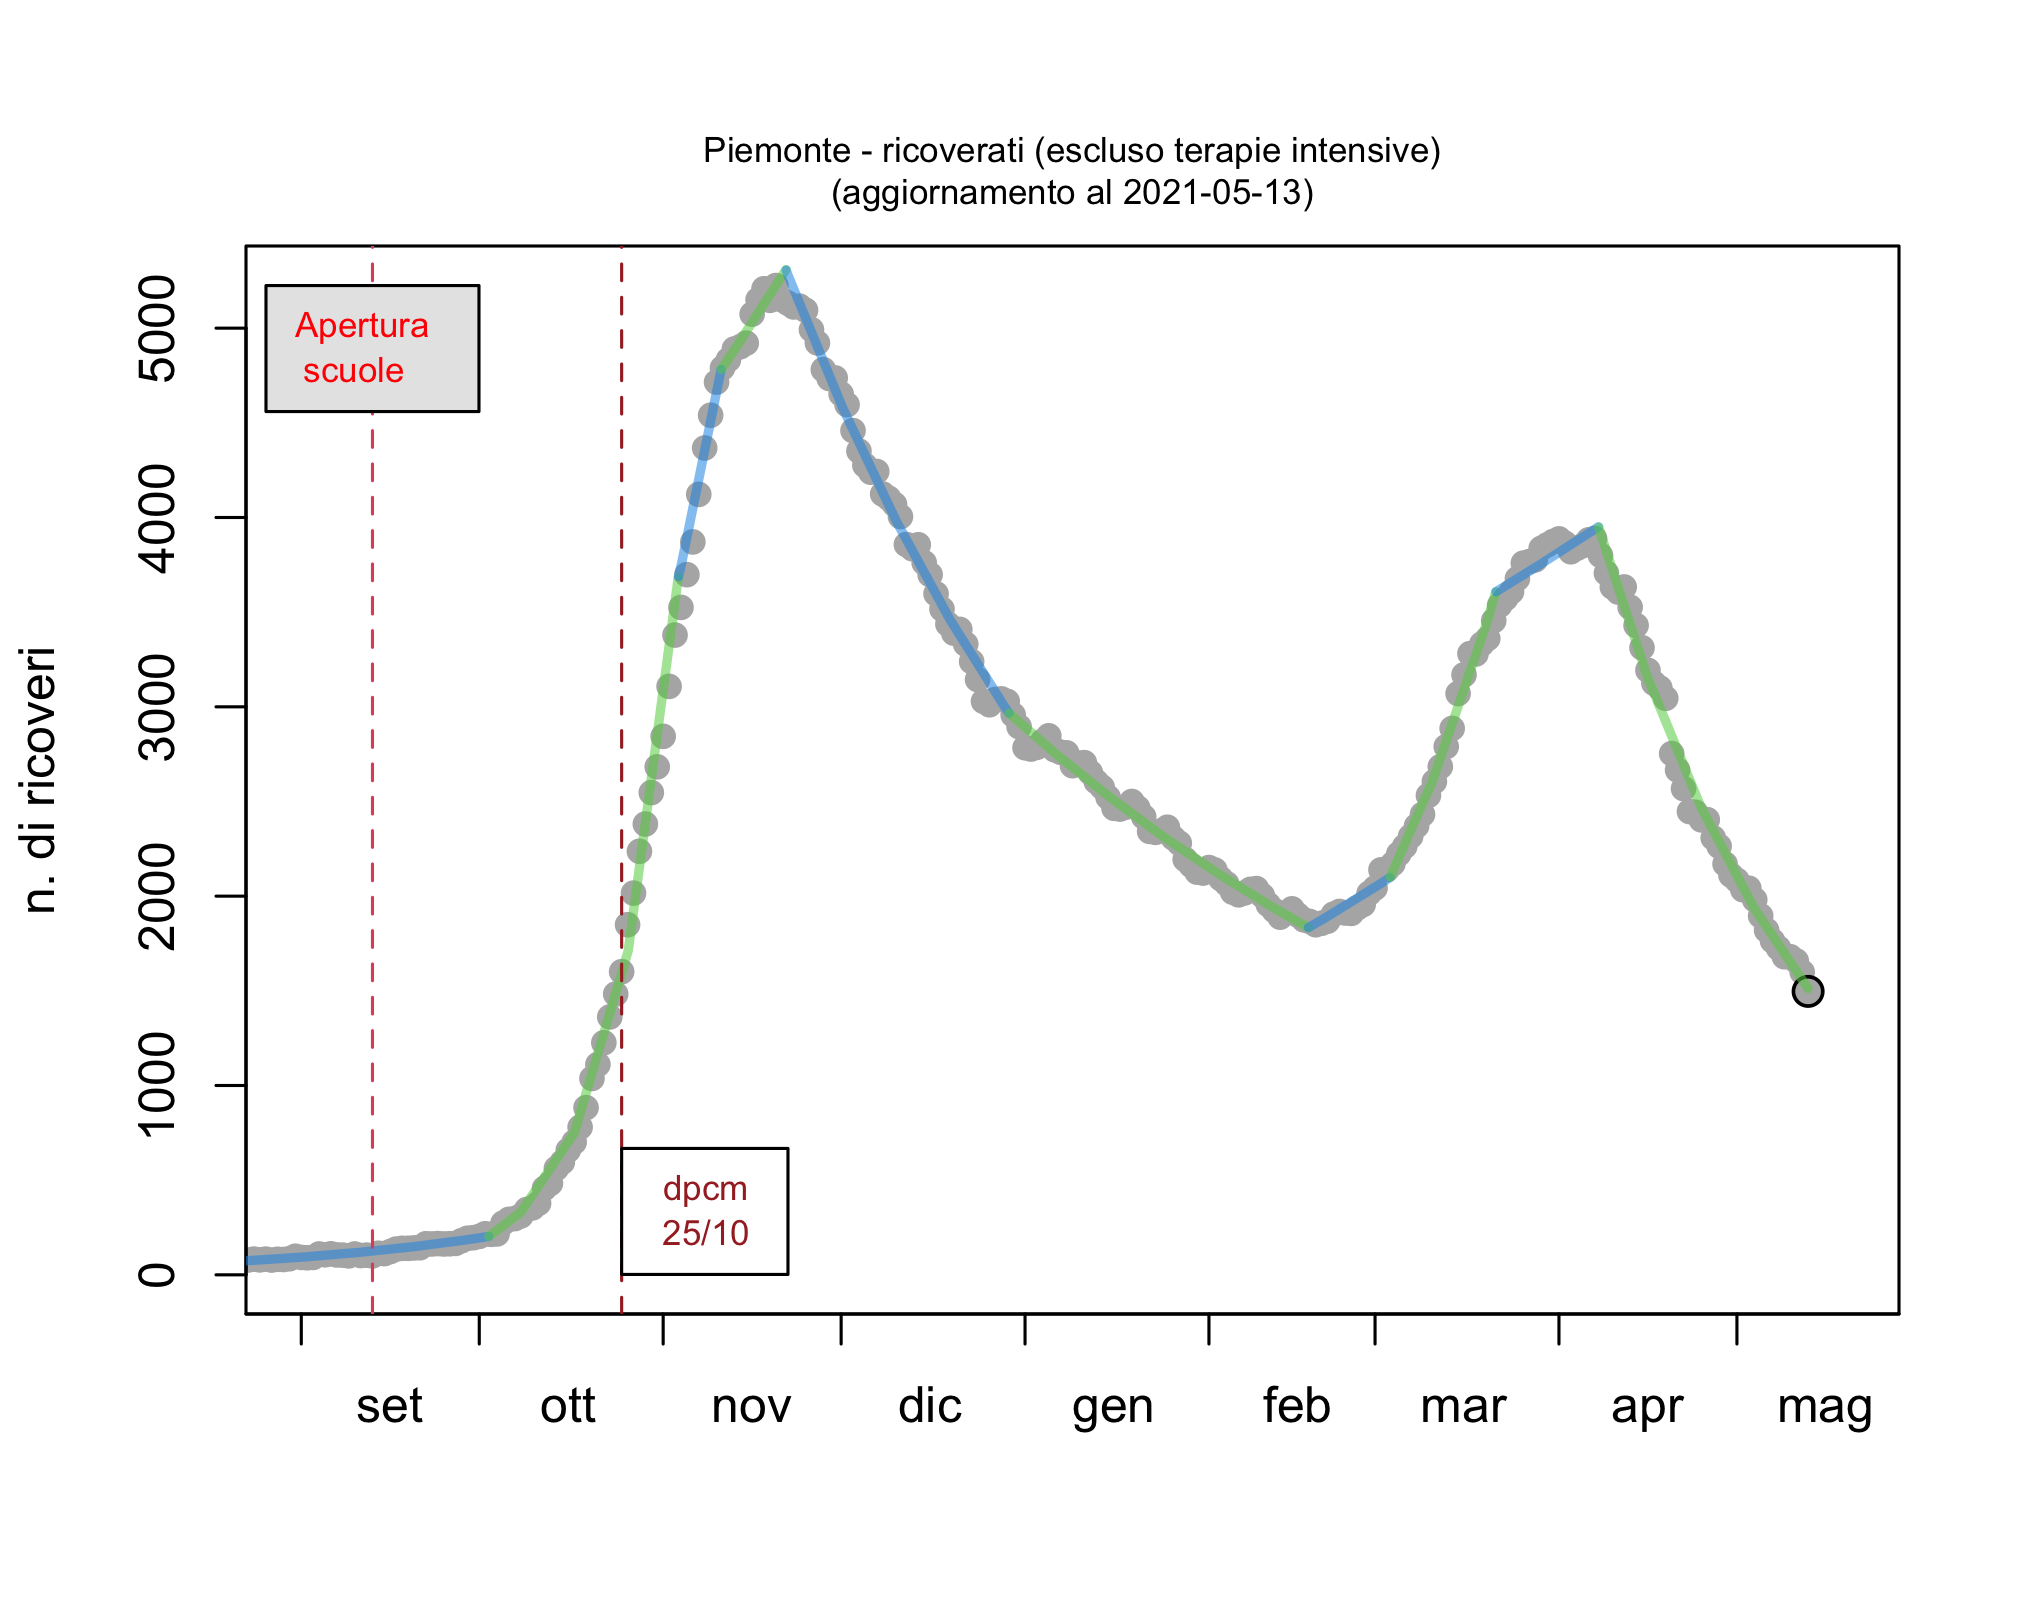 Piemonte - ricoverati (escluso terapie intensive)
(aggiornamento al 2021-05-13)
n. di ricoveri
5000
4000
3000
2000
1000
0
Apertura
scuole
dpcm
25/10
set ott nov dic gen feb mar apr mag